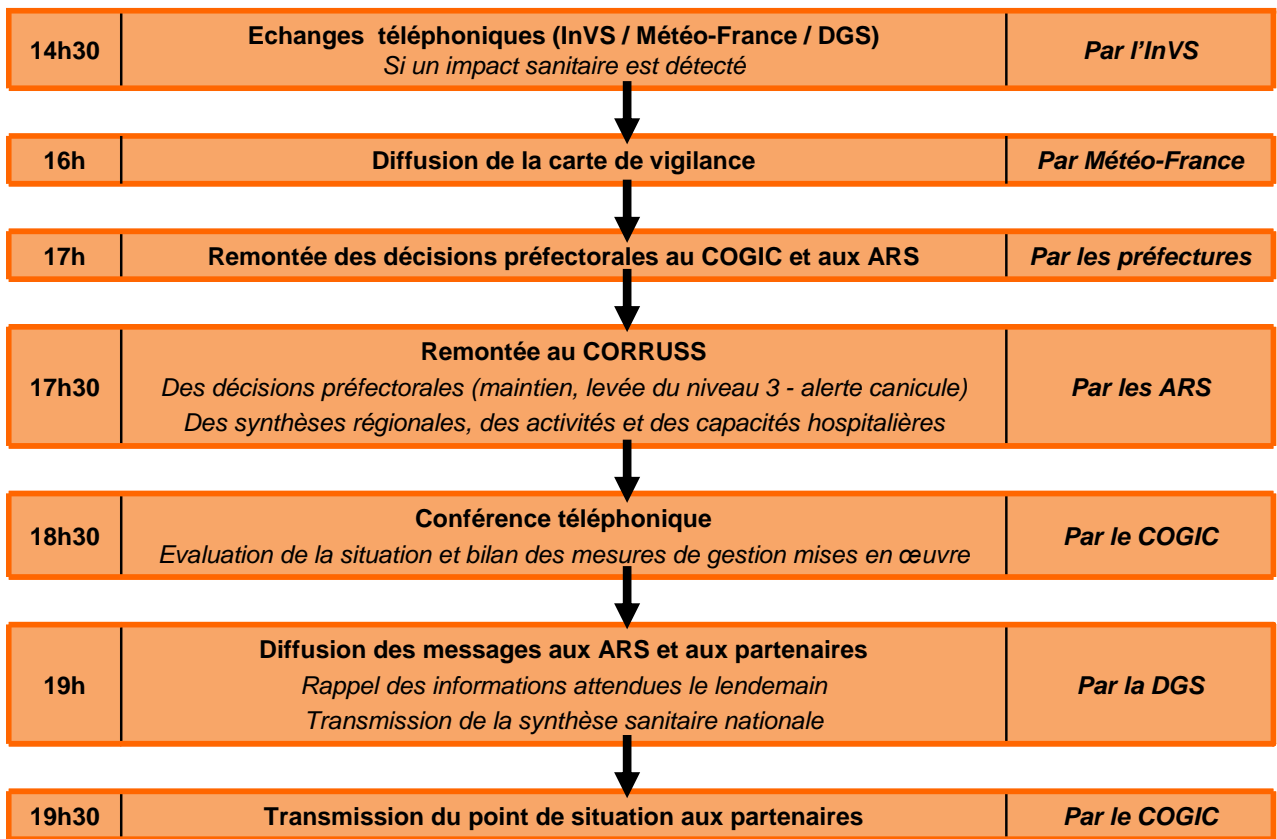 14h30
Echanges téléphoniques (InVS / Météo-France / DGS)
Si un impact sanitaire est détecté
Par l'InVS
16h
Diffusion de la carte de vigilance
Par Météo-France
17h
Remontée des décisions préfectorales au COGIC et aux ARS
Par les préfectures
17h30
Remontée au CORRUSS
Des décisions préfectorales (maintien, levée du niveau 3 - alerte canicule)
Des synthèses régionales, des activités et des capacités hospitalières
Par les ARS
18h30
Conférence téléphonique
Evaluation de la situation et bilan des mesures de gestion mises en œuvre
Par le COGIC
19h
Diffusion des messages aux ARS et aux partenaires
Rappel des informations attendues le lendemain
Transmission de la synthèse sanitaire nationale
Par la DGS
19h30
Transmission du point de situation aux partenaires
Par le COGIC